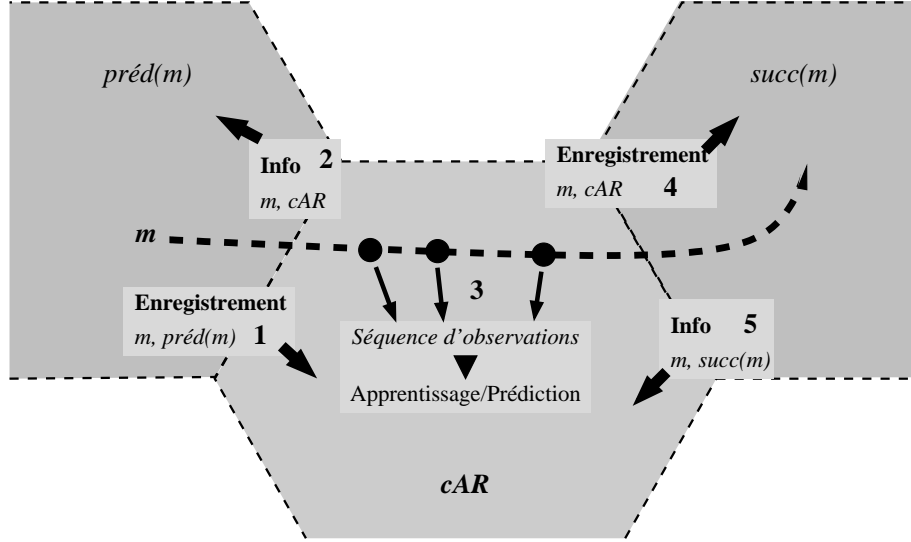 préd(m)
succ(m)
Info 2
m, cAR
Enregistrement
m, cAR 4
m
3
Enregistrement
m, préd(m) 1
Séquence d'observations
Apprentissage/Prédiction
Info 5
m, succ(m)
cAR